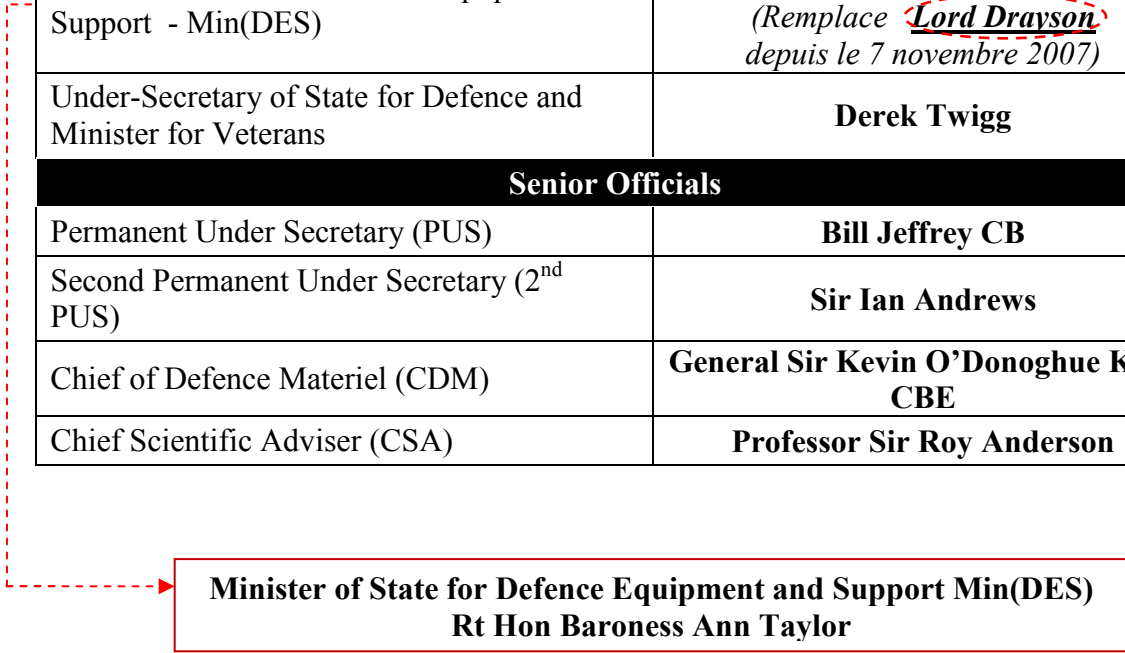 Support - Min(DES)
(Remplace Lord Drayson
depuis le 7 novembre 2007)
Under-Secretary of State for Defence and
Minister for Veterans
Derek Twigg
Senior Officials
Permanent Under Secretary (PUS)
Bill Jeffrey CB
Second Permanent Under Secretary (2nd
PUS)
Sir Ian Andrews
Chief of Defence Materiel (CDM)
General Sir Kevin O’Donoghue
CBE
Chief Scientific Adviser (CSA)
Professor Sir Roy Anderson
Minister of State for Defence Equipment and Support Min(DES)
Rt Hon Baroness Ann Taylor